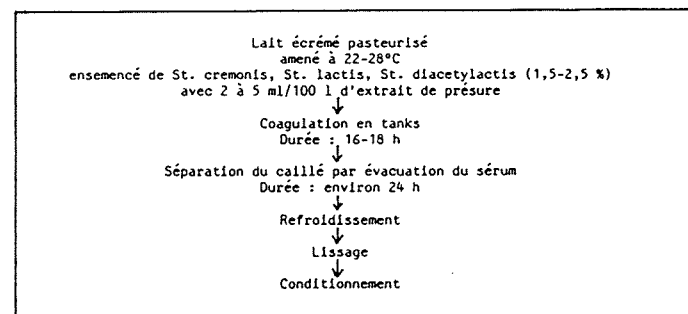 Lait écrémé pasteurisé
amené à 22-28°C
ensemencé de St. cremonis, St. lactis, St. diacetylactis (1,5-2,5 %)
avec 2 à 5 ml/100 l d'extrait de présure
↓
Coagulation en tanks
Durée : 16-18 h
↓
Séparation du caillé par évacuation du sérum
Durée : environ 24 h
↓
Refroidissement
↓
Lissage
↓
Conditionnement